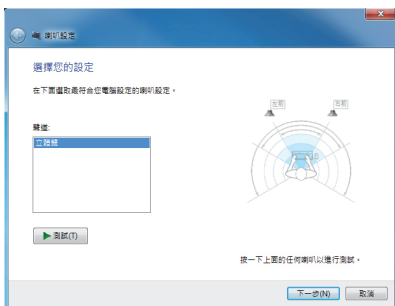 喇叭設定
選擇您的設定
在下面選取最符合您電腦設定的喇叭設定。
左前
右前
聲道:
立體聲
測試(T)
按一下上面的任何喇叭以進行測試。
下一步(N)
取消